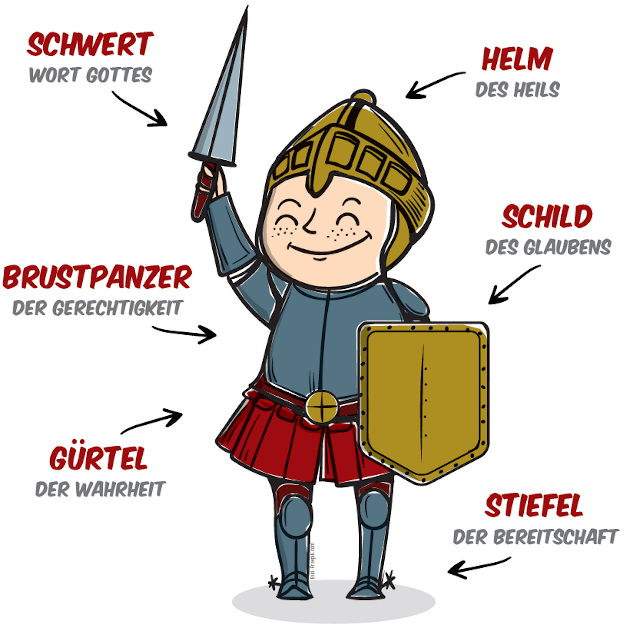 SCHWERT
WORT GOTTES
HELM
DES HEILS
SCHILD
DES GLAUBENS
BRUSTPANZER
DER GERECHTIGKEIT
GÜRTEL
DER WAHRHEIT
STIEFEL
DER BEREITSCHAFT